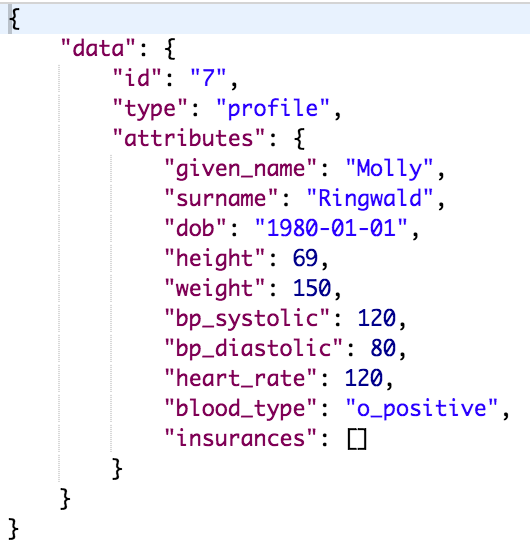 {
    "data": {
        "id": "7",
        "type": "profile",
        "attributes": {
            "given_name": "Molly",
            "surname": "Ringwald",
            "dob": "1980-01-01",
            "height": 69,
            "weight": 150,
            "bp_systolic": 120,
            "bp_diastolic": 80,
            "heart_rate": 120,
            "blood_type": "o_positive",
            "insurances": []
        }
    }
}